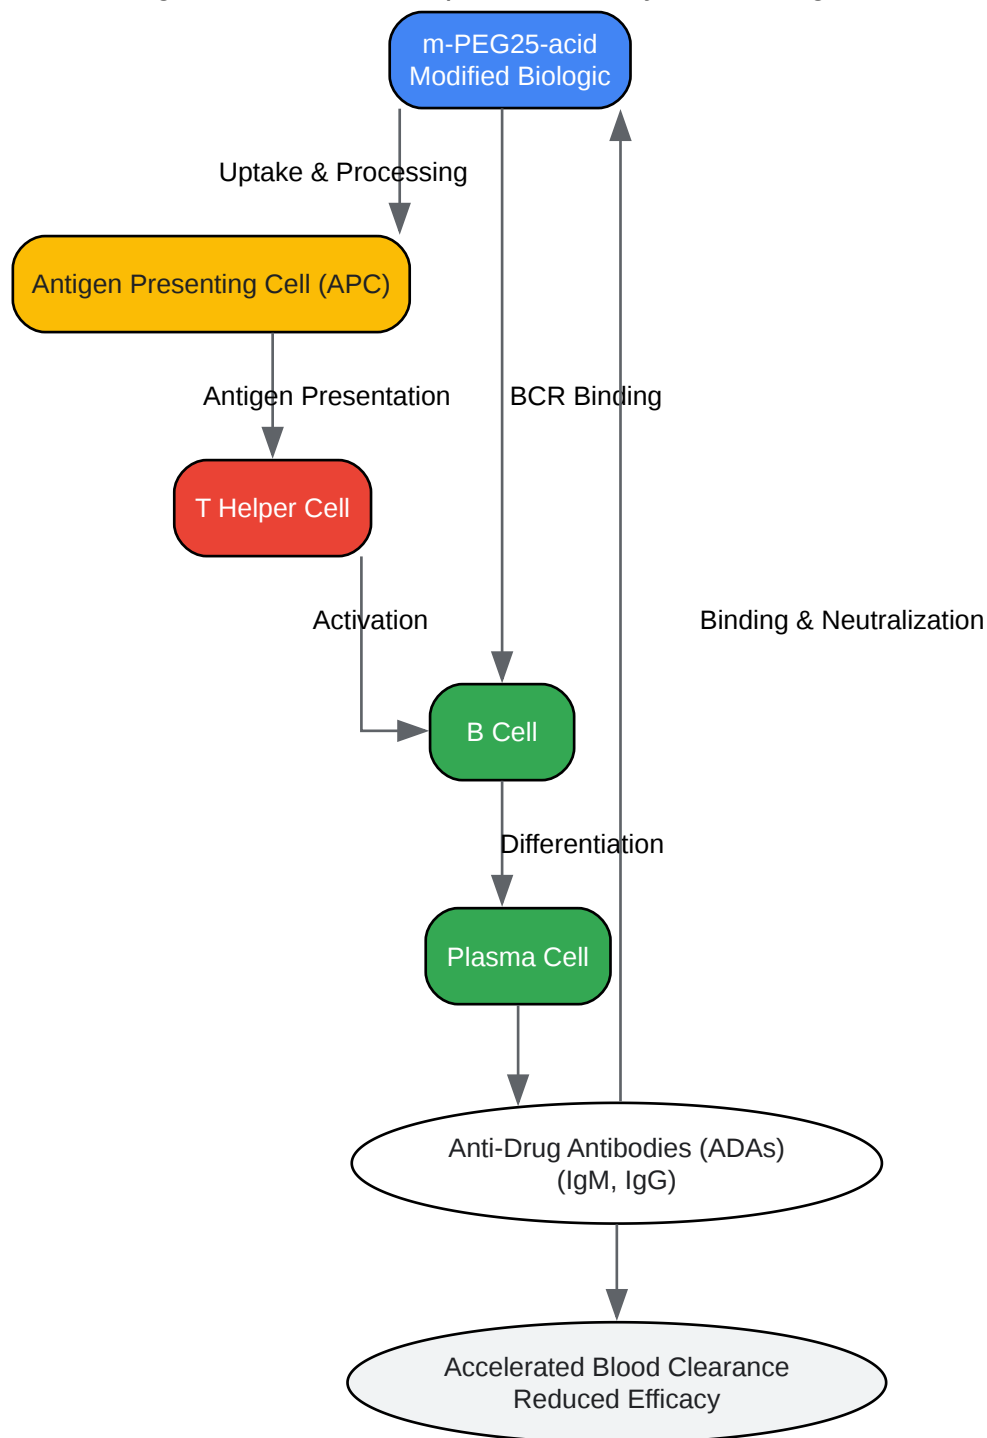 m-PEG25-acid
Modified Biologic
Uptake & Processing
Antigen Presenting Cell (APC)
Antigen Presentation
BCR Binding
T Helper Cell
Activation
Binding & Neutralization
B Cell
Differentiation
Plasma Cell
Anti-Drug Antibodies (ADAs)
(IgM, IgG)
Accelerated Blood Clearance
Reduced Efficacy